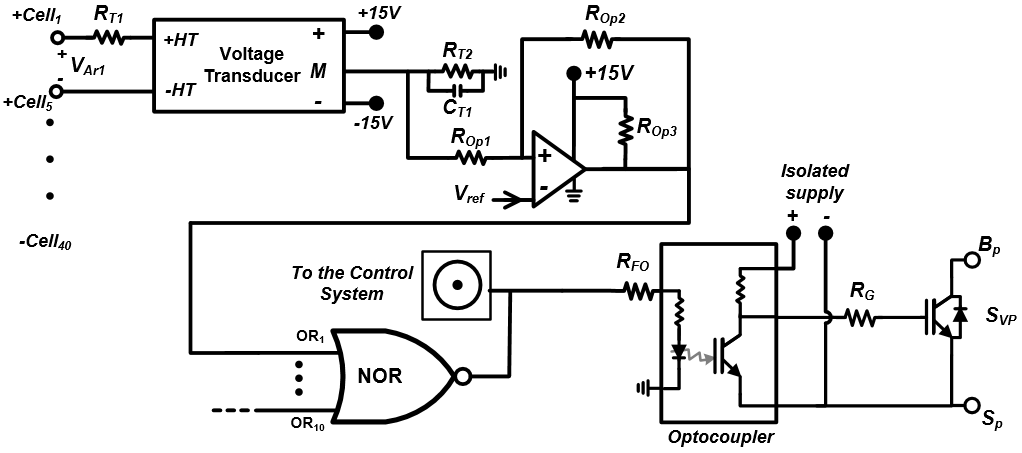 +Cell1
RT1
+15V
ROp2
+HT
+
Voltage
Transducer
M
RT2
+15V
+
VAr1
-
-HT
-
CT1
ROp3
+Cell5
-15V
ROp1
+
-
Vref
Isolated
supply
+ -
-Cell40
To the Control
System
RFO
RG
Bp
SVP
OR1
NOR
OR10
Sp
Optocoupler